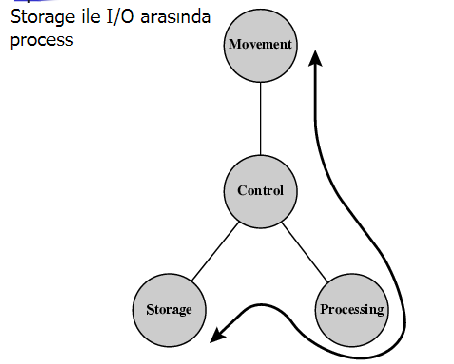 Storage ile I/O arasında
process
Movement
Control
Storage
Processing